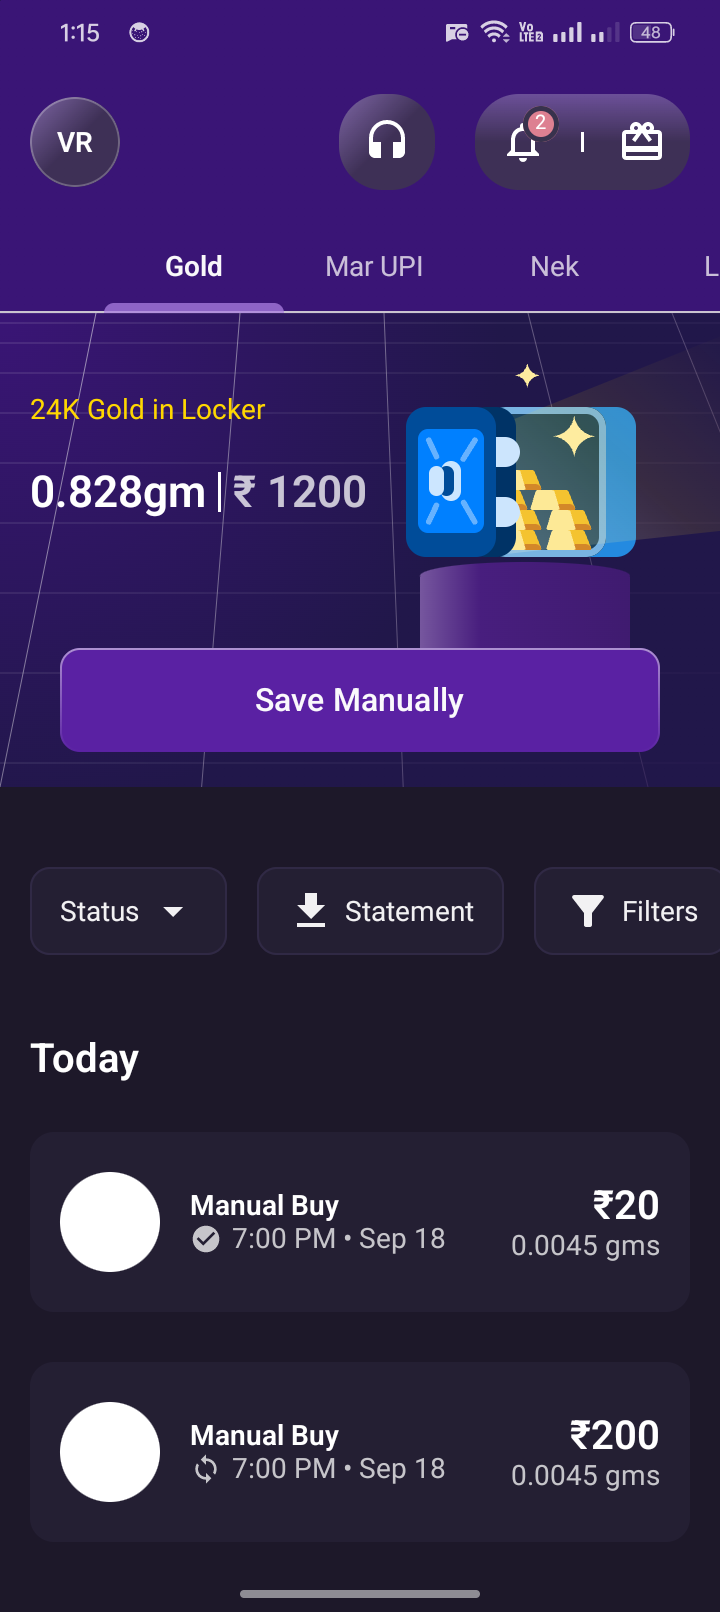 1:15
Vo
LTE2
48
VR
2
Gold
Mar UPI
Nek
L
24K Gold in Locker
0.828gm | ₹ 1200
Save Manually
Status
Statement
Filters
Today
Manual Buy
₹20
7:00 PM • Sep 18
0.0045 gms
Manual Buy
₹200
7:00 PM • Sep 18
0.0045 gms